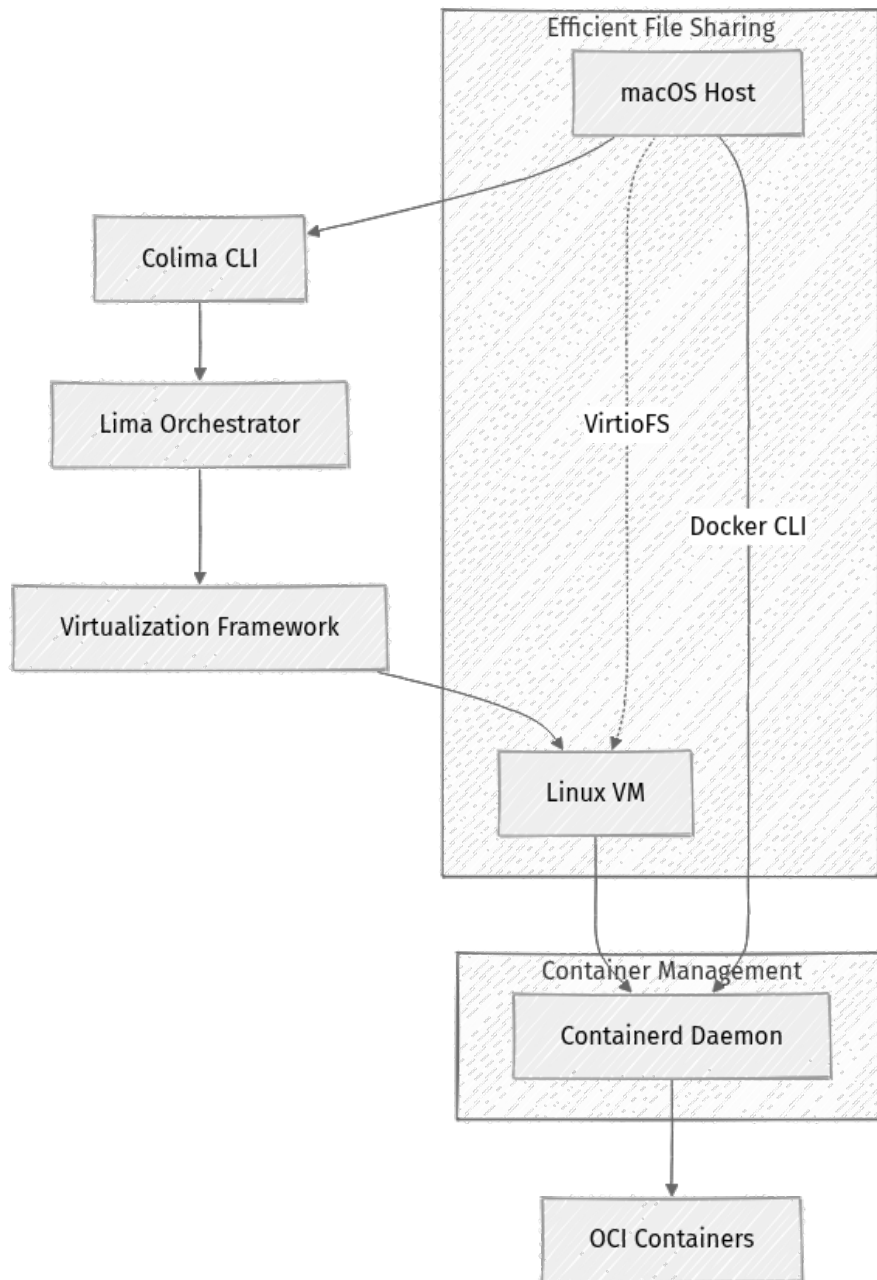 Efficient File Sharing
macOS Host
Colima CLI
Lima Orchestrator
VirtioFS
Docker CLI
Virtualization Framework
Linux VM
Container Management
Containerd Daemon
OCI Containers